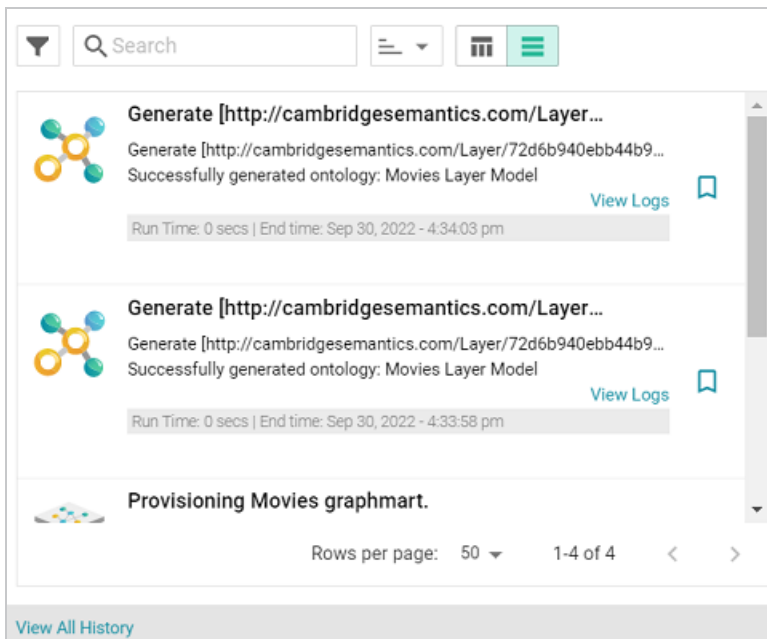 Search
Generate [http://cambridgesemantics.com/Layer...
Generate [http://cambridgesemantics.com/Layer/72d6b940ebb44b9...
Successfully generated ontology: Movies Layer Model
View Logs
Run Time: 0 secs | End time: Sep 30, 2022 - 4:34:03 pm
Generate [http://cambridgesemantics.com/Layer...
Generate [http://cambridgesemantics.com/Layer/72d6b940ebb44b9...
Successfully generated ontology: Movies Layer Model
View Logs
Run Time: 0 secs | End time: Sep 30, 2022 - 4:33:58 pm
Provisioning Movies graphmart.
Rows per page: 50 1-4 of 4
View All History